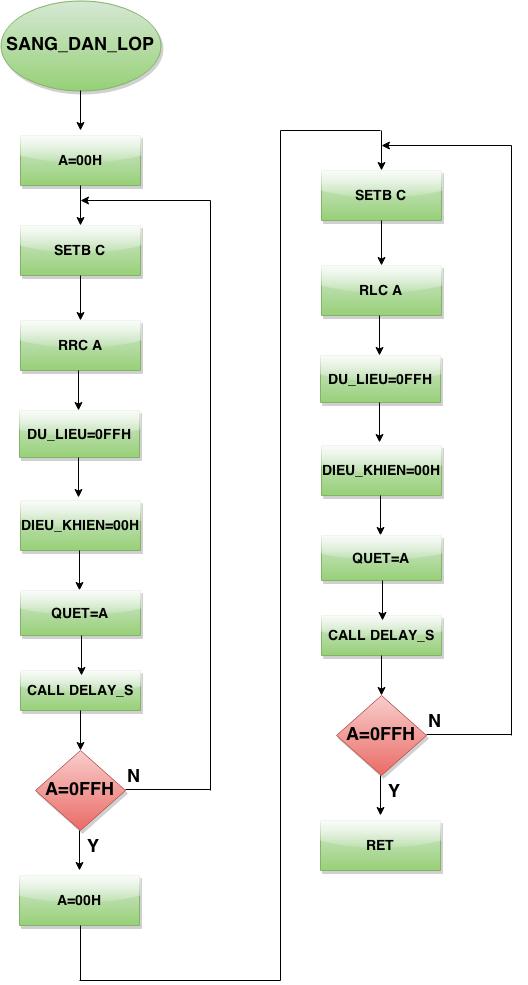 SANG_DAN_LOP
A=00H
SETB C
RRC A
DU_LIEU=0FFH
DIEU_KHIEN=00H
QUET=A
CALL DELAY_S
A=0FFH
N
Y
A=00H
SETB C
RLC A
DU_LIEU=0FFH
DIEU_KHIEN=00H
QUET=A
CALL DELAY_S
A=0FFH
N
Y
RET